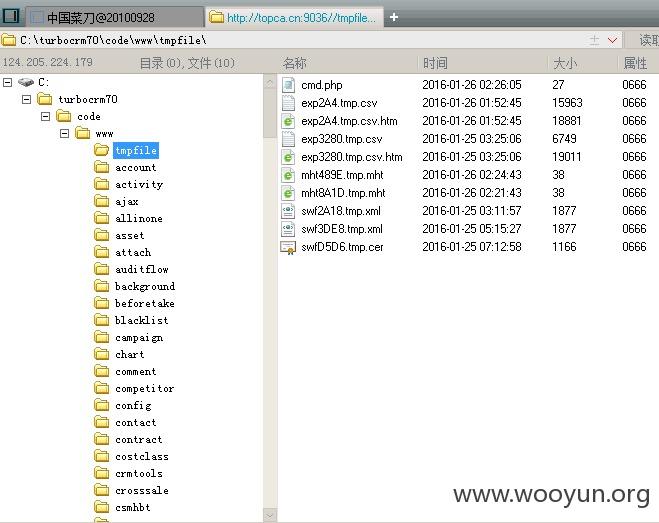 中国菜刀@20100928
http://topca.cn:9036//tmpfile...
C:\turbocrm70\code\www\tmpfile\
读取
124.205.224.179
目录(0),文件(10)
名称
时间
大小
属性
C:
turbocrm70
code
www
tmpfile
account
activity
ajax
allinone
asset
attach
auditflow
background
beforetake
blacklist
campaign
chart
comment
competitor
config
contact
contract
costclass
crmtools
crosssale
csmhbt
cmd.php 2016-01-26 02:26:05 27 0666
exp2A4.tmp.csv 2016-01-26 01:52:45 15963 0666
exp2A4.tmp.csv.htm 2016-01-26 01:52:45 18881 0666
exp3280.tmp.csv 2016-01-25 03:25:06 6749 0666
exp3280.tmp.csv.htm 2016-01-25 03:25:06 19011 0666
mht489E.tmp.mht 2016-01-26 02:24:43 38 0666
mht8A1D.tmp.mht 2016-01-26 02:21:43 38 0666
swf2A18.tmp.xml 2016-01-25 03:11:57 1877 0666
swf3DE8.tmp.xml 2016-01-25 05:15:27 1877 0666
swfD5D6.tmp.cer 2016-01-25 07:12:58 1166 0666
www.wooyun.org